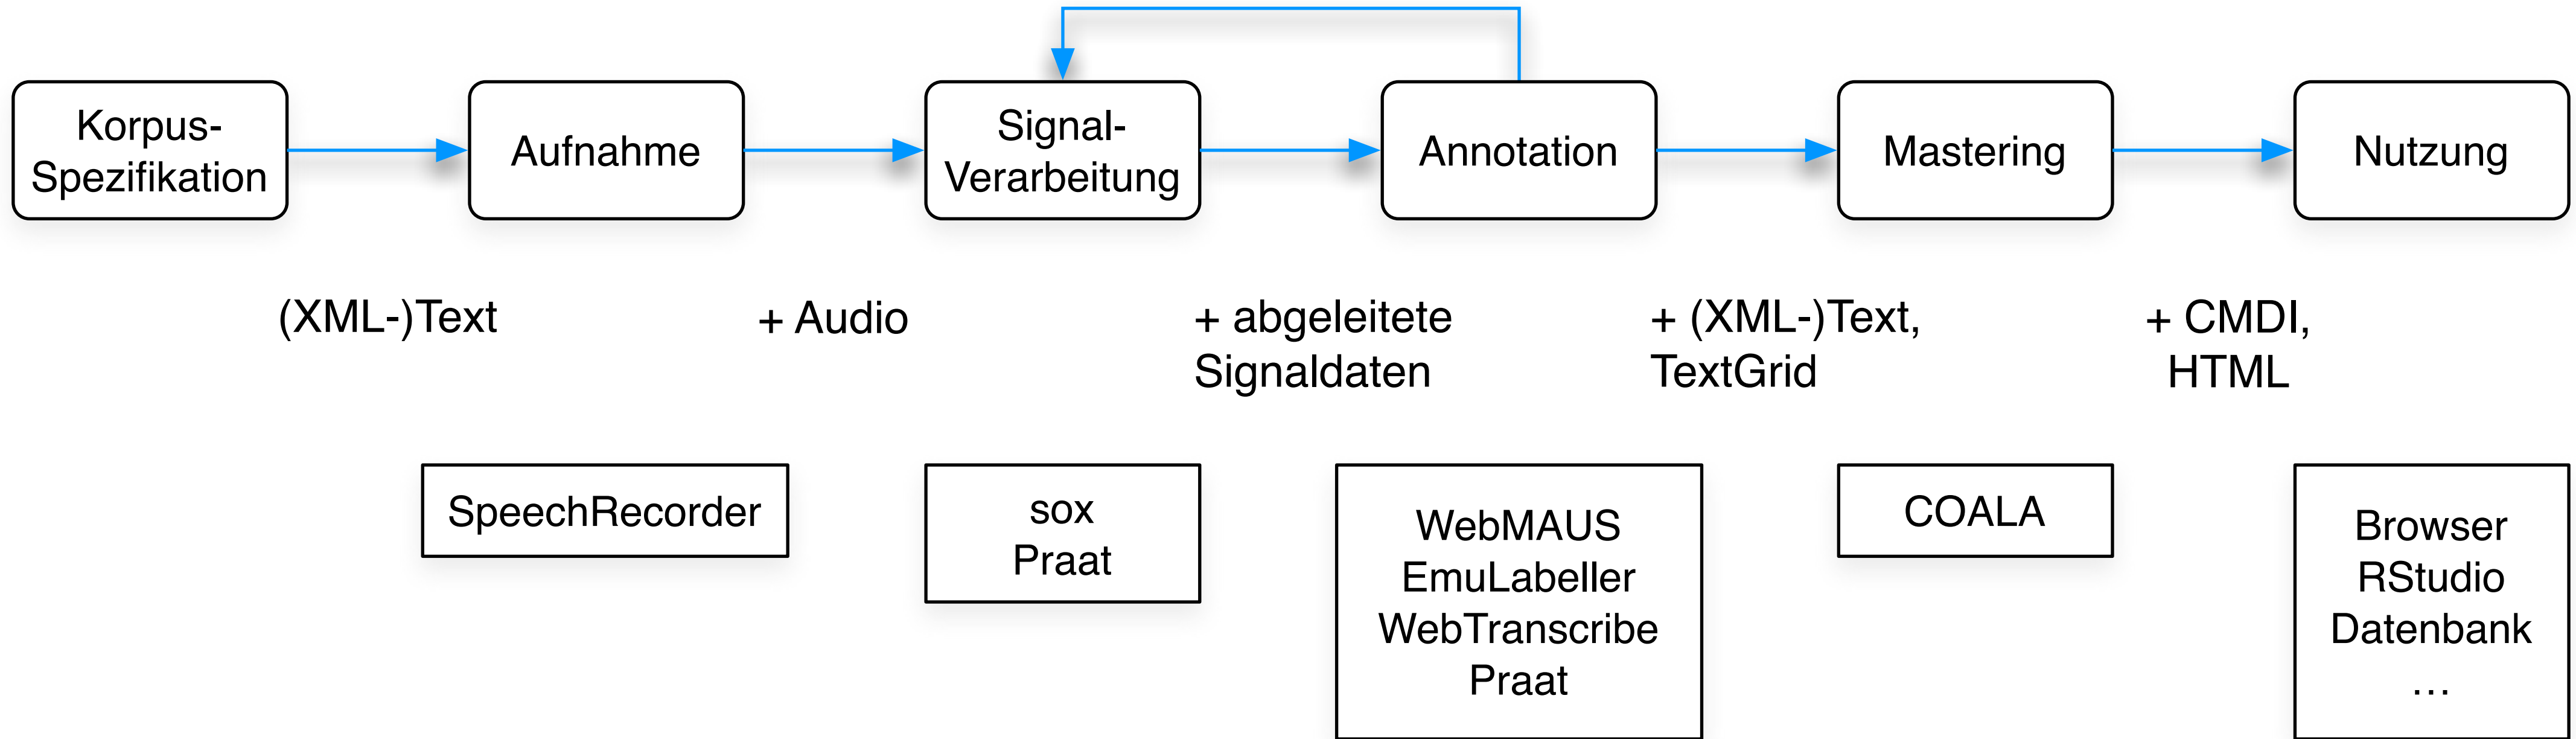 Korpus-
Spezifikation
Aufnahme
Signal-
Verarbeitung
Annotation
Mastering
Nutzung
(XML-)Text
+ Audio
+ abgeleitete
Signaldaten
+ (XML-)Text,
TextGrid
+ CMDI,
HTML
SpeechRecorder
sox
Praat
WebMAUS
EmuLabeller
WebTranscribe
Praat
COALA
Browser
RStudio
Datenbank
…